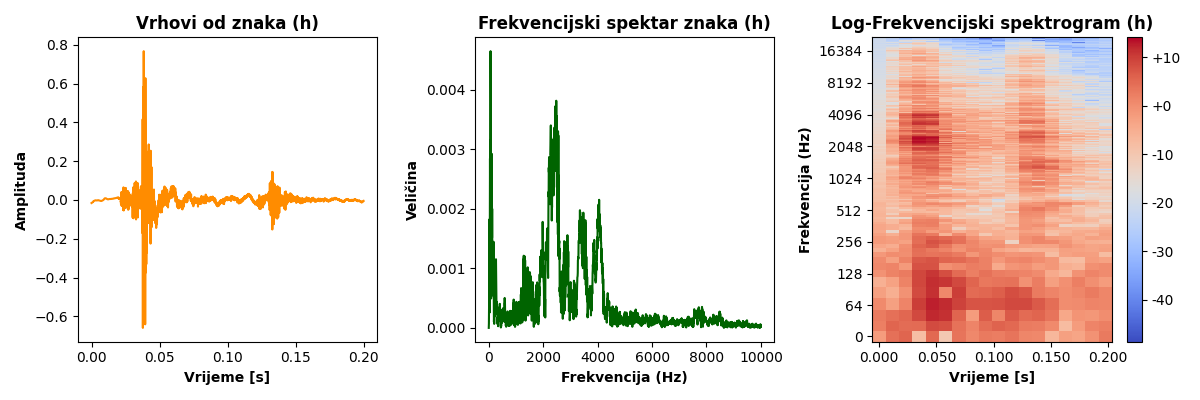 Vrhovi od znaka (h)
0.8
0.6
0.4
0.2
0.0
−0.2
−0.4
−0.6
Amplituda
0.00 0.05 0.10 0.15 0.20
Vrijeme [s]
Frekvencijski spektar znaka (h)
0.004
0.003
0.002
0.001
0.000
Veličina
0 2000 4000 6000 8000 10000
Frekvencija (Hz)
Log-Frekvencijski spektrogram (h)
16384
8192
4096
2048
1024
512
256
128
64
0
Frekvencija (Hz)
0.000 0.050 0.100 0.150 0.200
Vrijeme [s]
+10
+0
-10
-20
-30
-40